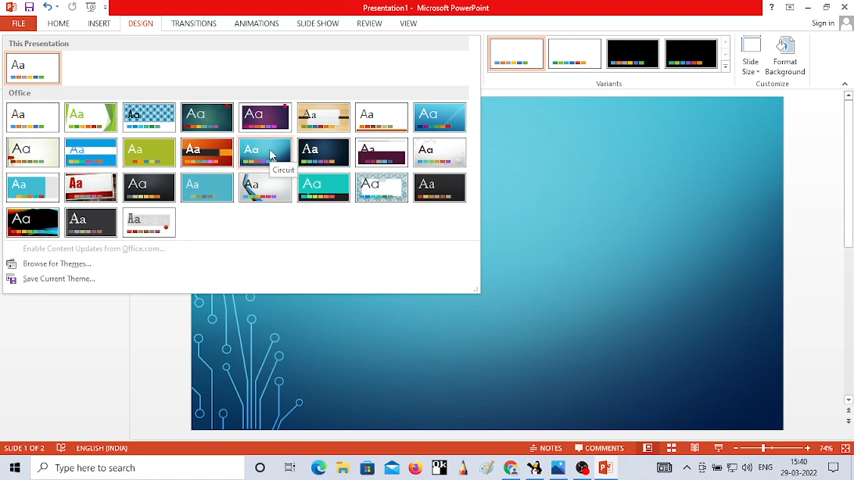 Presentation1 - Microsoft PowerPoint
Sign in
FILE HOME INSERT DESIGN TRANSITIONS ANIMATIONS SLIDE SHOW REVIEW VIEW
This Presentation
Aa
Office
Aa Aa Aa Aa Aa Aa Aa Aa
Aa Aa Aa Aa Aa Aa Aa Aa
Aa Aa Aa Aa Aa Aa Aa Aa
Aa Aa Aa
Circuit
Enable Content Updates from Office.com...
Browse for Themes...
Save Current Theme...
Variants
Slide Size
Format Background
Customize
SLIDE 1 OF 2 ENGLISH (INDIA) NOTES COMMENTS 74%
Type here to search
ENG
15:40
29-03-2022